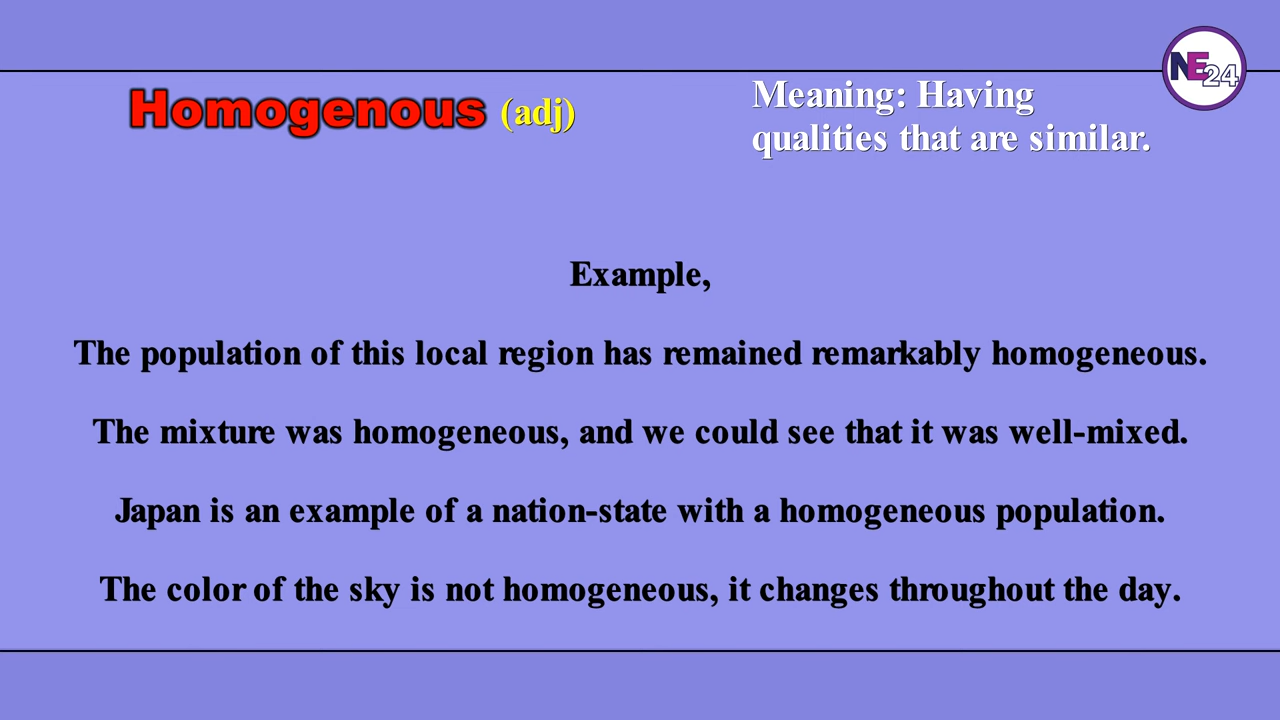 Homogenous (adj)
Meaning: Having
qualities that are similar.
NE24
Example,
The population of this local region has remained remarkably homogeneous.
The mixture was homogeneous, and we could see that it was well-mixed.
Japan is an example of a nation-state with a homogeneous population.
The color of the sky is not homogeneous, it changes throughout the day.